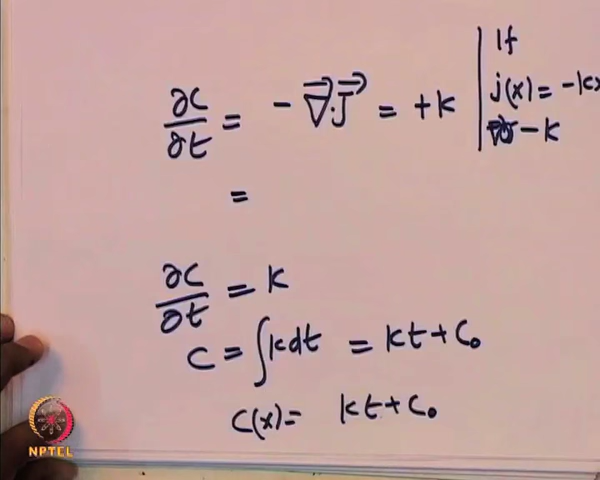 ∂c/∂t = - ∇⃗·J⃗ = +k
If
j(x) = -kx
- k
=
∂c/∂t = k
c = ∫k dt = kt + c₀
c(x) = kt + c₀
NPTEL